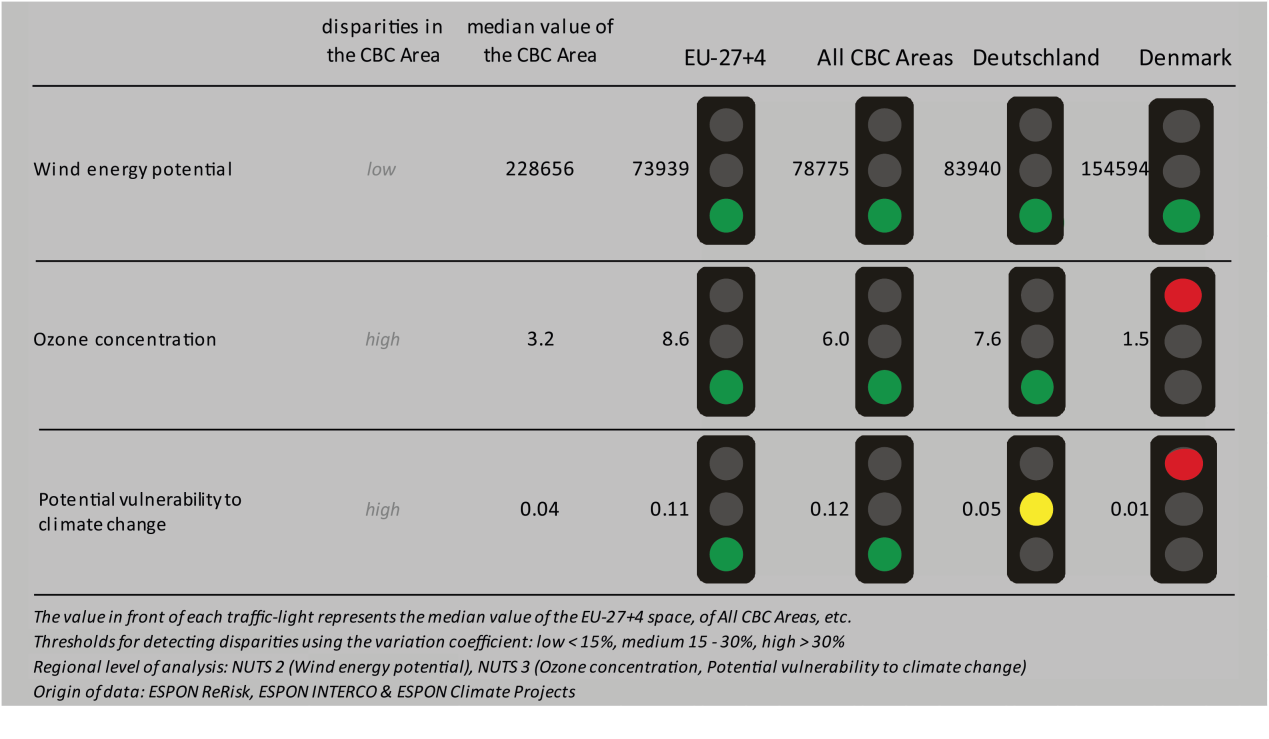 disparities in the CBC Area
median value of the CBC Area
EU-27+4
All CBC Areas
Deutschland
Denmark
Wind energy potential low 228656 73939 78775 83940 154594
Ozone concentration high 3.2 8.6 6.0 7.6 1.5
Potential vulnerability to
climate change
high 0.04 0.11 0.12 0.05 0.01
The value in front of each traffic-light represents the median value of the EU-27+4 space, of All CBC Areas, etc.
Thresholds for detecting disparities using the variation coefficient: low < 15%, medium 15 - 30%, high > 30%
Regional level of analysis: NUTS 2 (Wind energy potential), NUTS 3 (Ozone concentration, Potential vulnerability to climate change)
Origin of data: ESPON ReRisk, ESPON INTERCO & ESPON Climate Projects